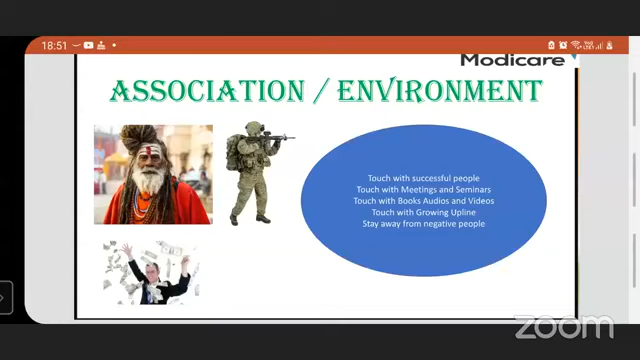 18:51
Modicare
ASSOCIATION / ENVIRONMENT
Touch with successful people
Touch with Meetings and Seminars
Touch with Books Audios and Videos
Touch with Growing Upline
Stay away from negative people
zoom